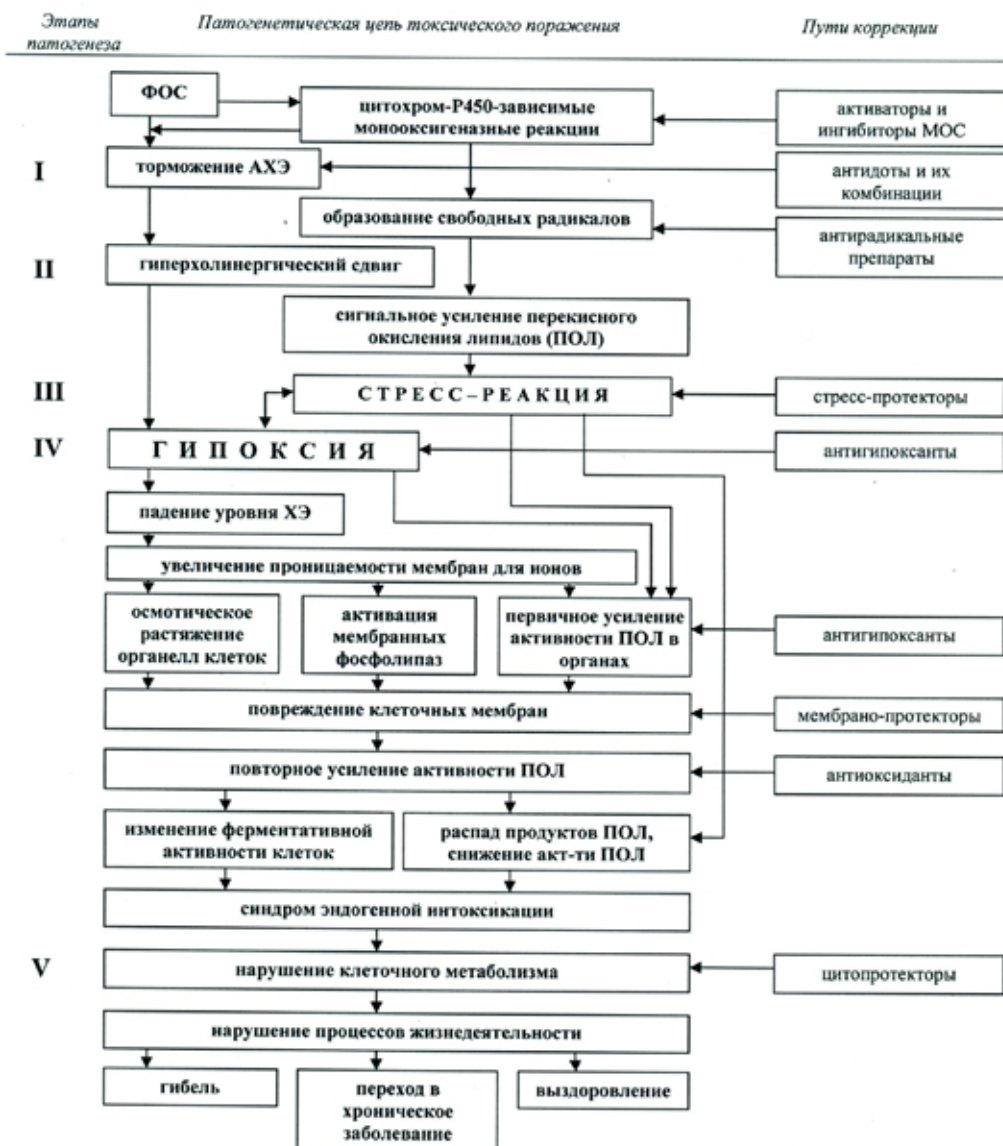 Этапы
патогенеза
Патогенетическая цепь токсического поражения
Пути коррекции
ФОС
цитохром-Р450-зависимые
монооксигеназные реакции
активаторы и
ингибиторы МОС
I
торможение АХЭ
антидоты и их
комбинации
образование свободных радикалов
антирадикальные
препараты
II
гиперхолинергический сдвиг
сигнальное усиление перекисного
окисления липидов (ПОЛ)
III
СТРЕСС–РЕАКЦИЯ
стресс-протекторы
IV
ГИПОКСИЯ
антигипоксанты
падение уровня ХЭ
увеличение проницаемости мембран для ионов
осмотическое
растяжение
органелл клеток
активация
мембранных
фосфолипаз
первичное усиление
активности ПОЛ в
органах
антигипоксанты
повреждение клеточных мембран
мембрано-протекторы
повторное усиление активности ПОЛ
антиоксиданты
изменение ферментативной
активности клеток
распад продуктов ПОЛ,
снижение акт-ти ПОЛ
синдром эндогенной интоксикации
V
нарушение клеточного метаболизма
цитопротекторы
нарушение процессов жизнедеятельности
гибель
переход в
хроническое
заболевание
выздоровление